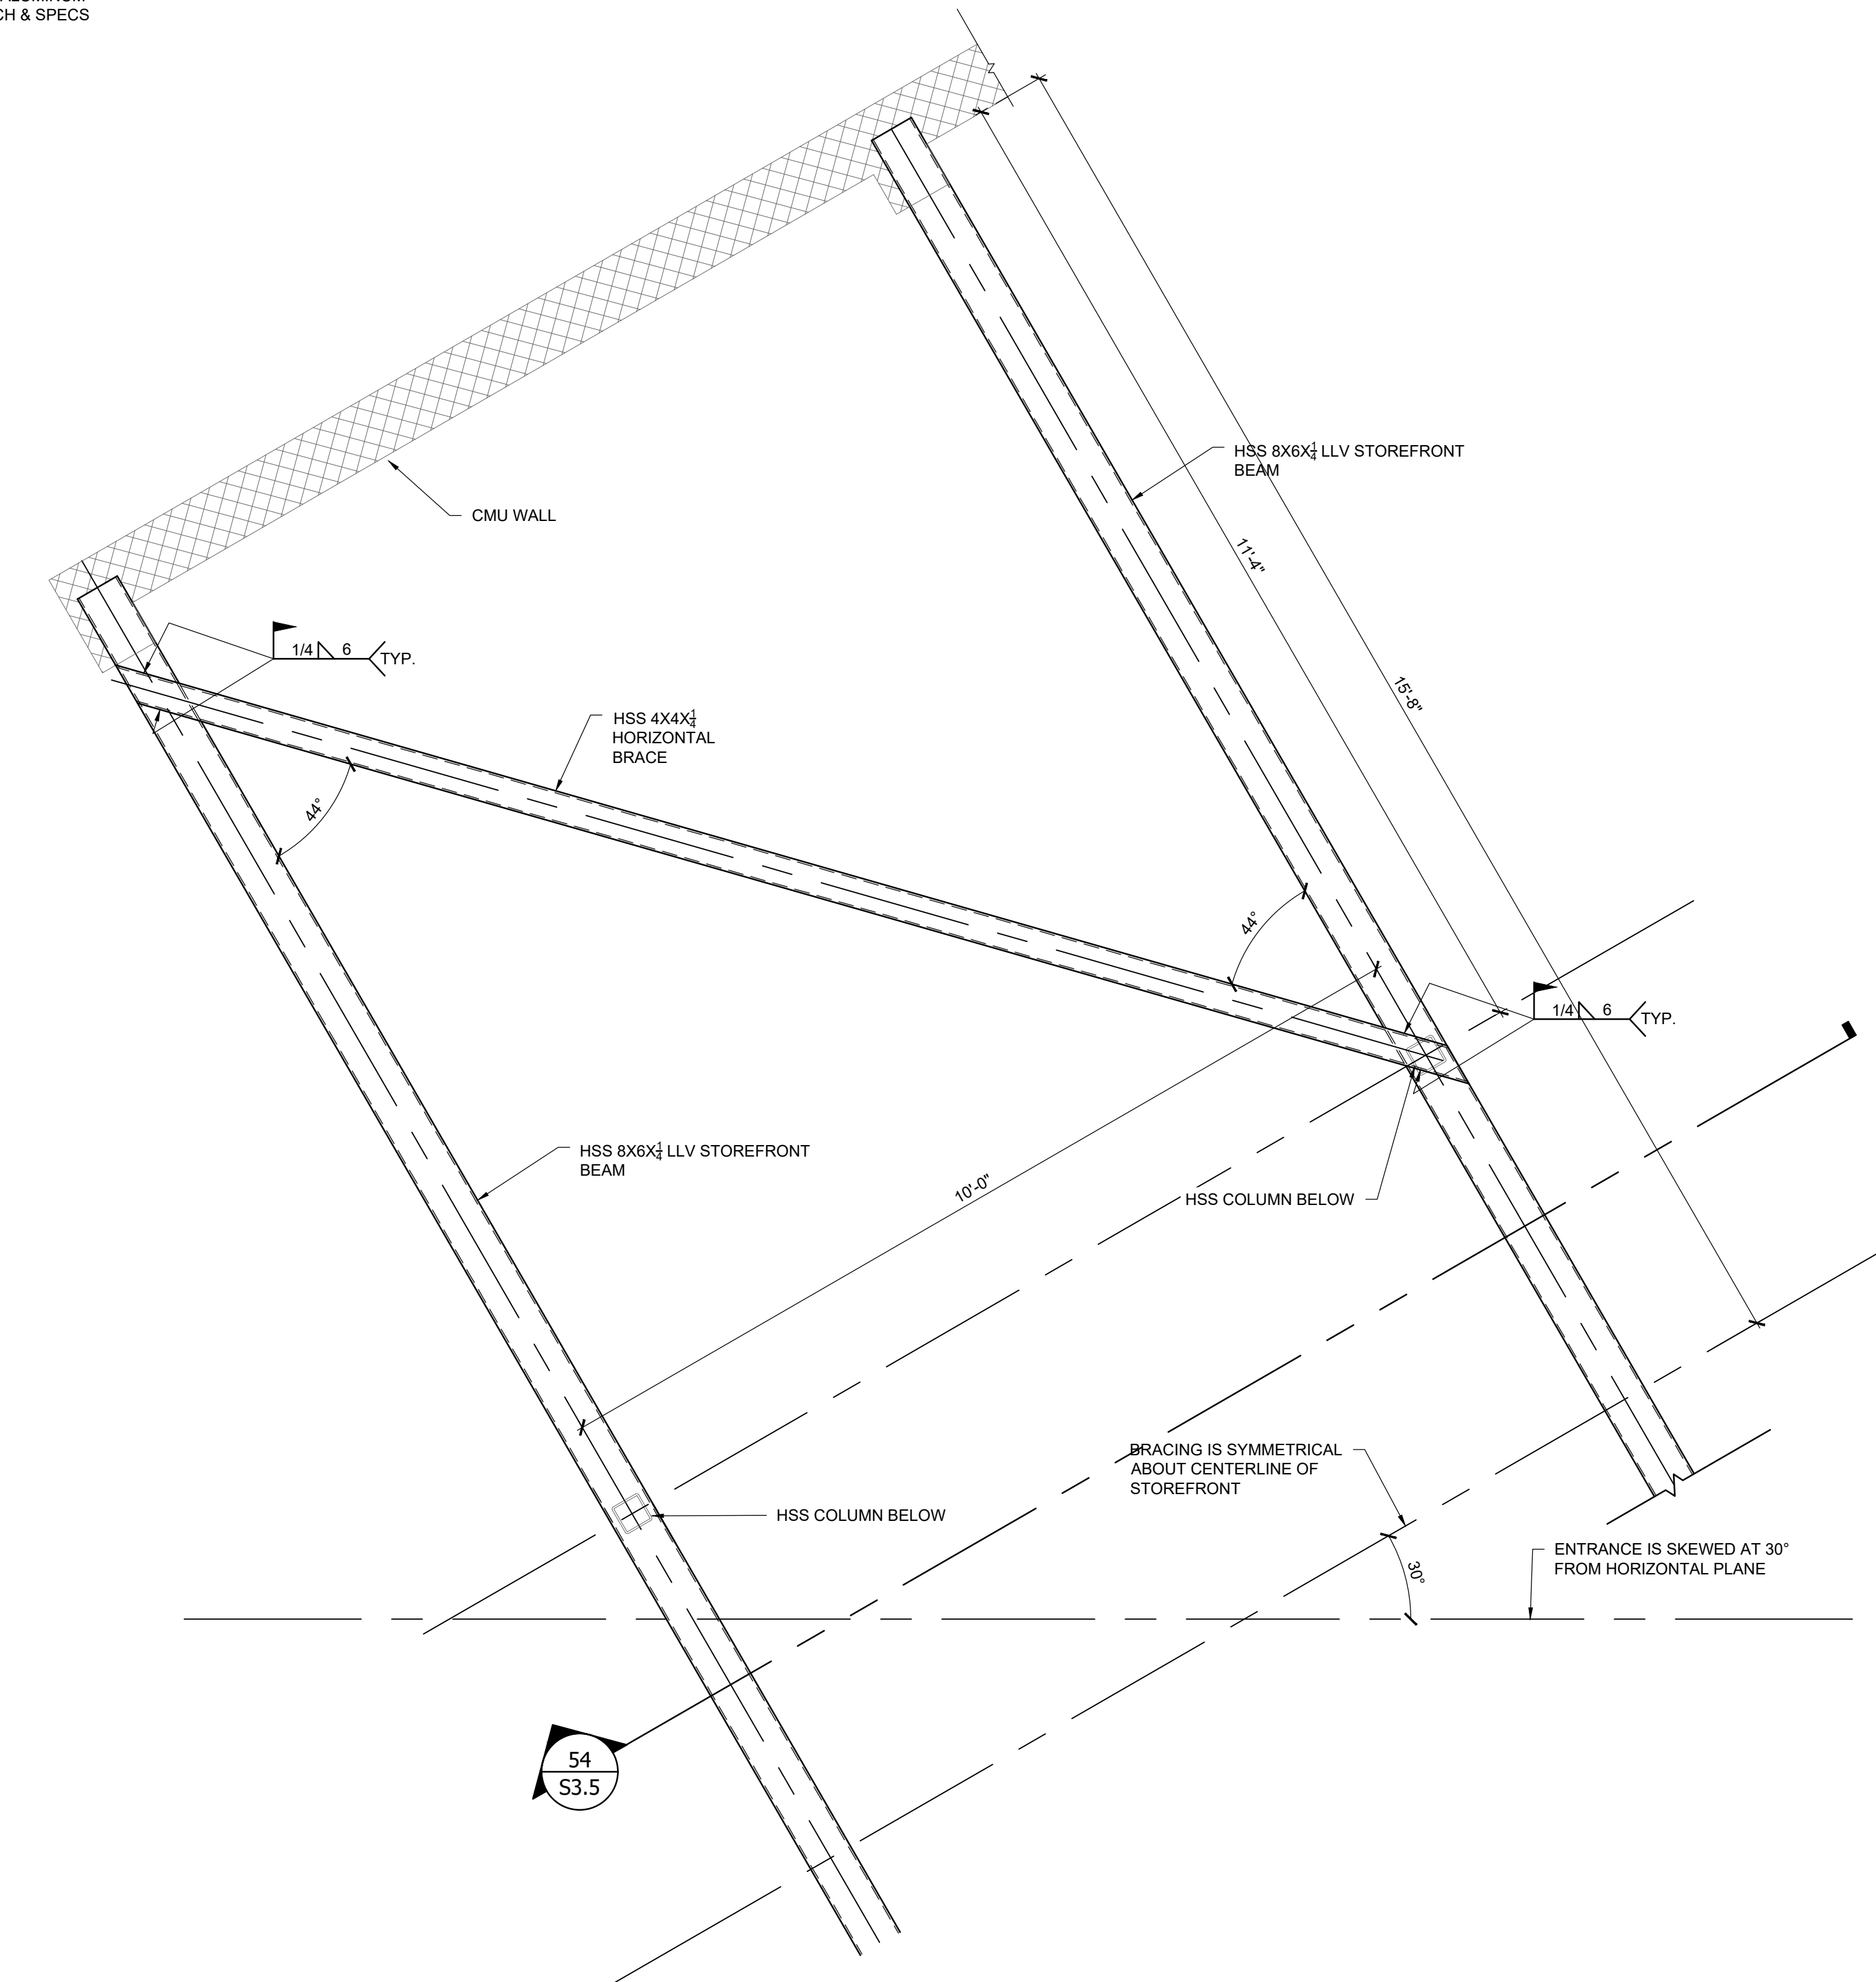 CH & SPECS
HSS 8X6X1/4 LLV STOREFRONT
BEAM
CMU WALL
11'-4"
1/4 6 TYP.
15'-8"
HSS 4X4X1/4
HORIZONTAL
BRACE
44°
44°
1/4 6 TYP.
HSS 8X6X1/4 LLV STOREFRONT
BEAM
10'-0"
HSS COLUMN BELOW
BRACING IS SYMMETRICAL
ABOUT CENTERLINE OF
STOREFRONT
HSS COLUMN BELOW
ENTRANCE IS SKEWED AT 30°
FROM HORIZONTAL PLANE
30°
54
S3.5